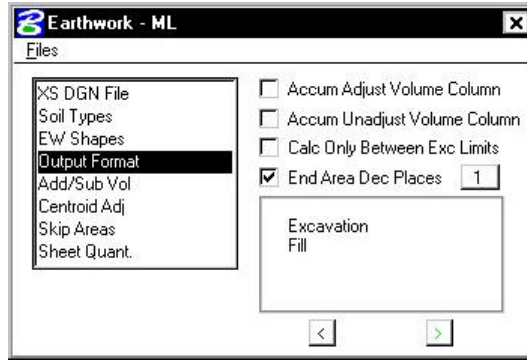 Earthwork - ML
Files
XS DGN File
Soil Types
EW Shapes
Output Format
Add/Sub Vol
Centroid Adj
Skip Areas
Sheet Quant.
Accum Adjust Volume Column
Accum Unadjust Volume Column
Calc Only Between Exc Limits
End Area Dec Places 1
Excavation
Fill
< >